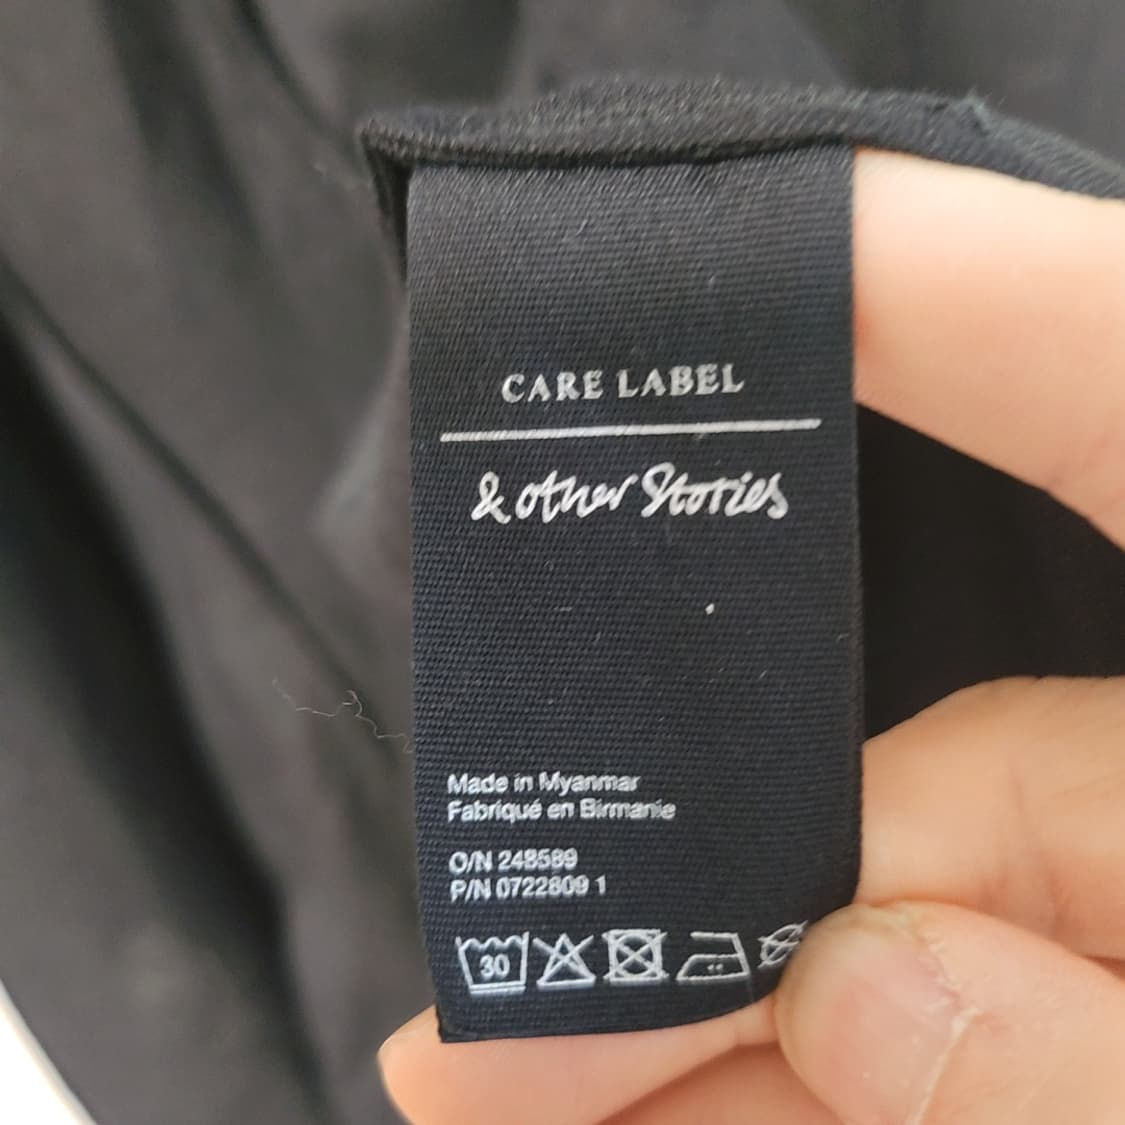 CARE LABEL
& other Stories
Made in Myanmar
Fabriqué en Birmanie
O/N 248589
P/N 0722809 1
30